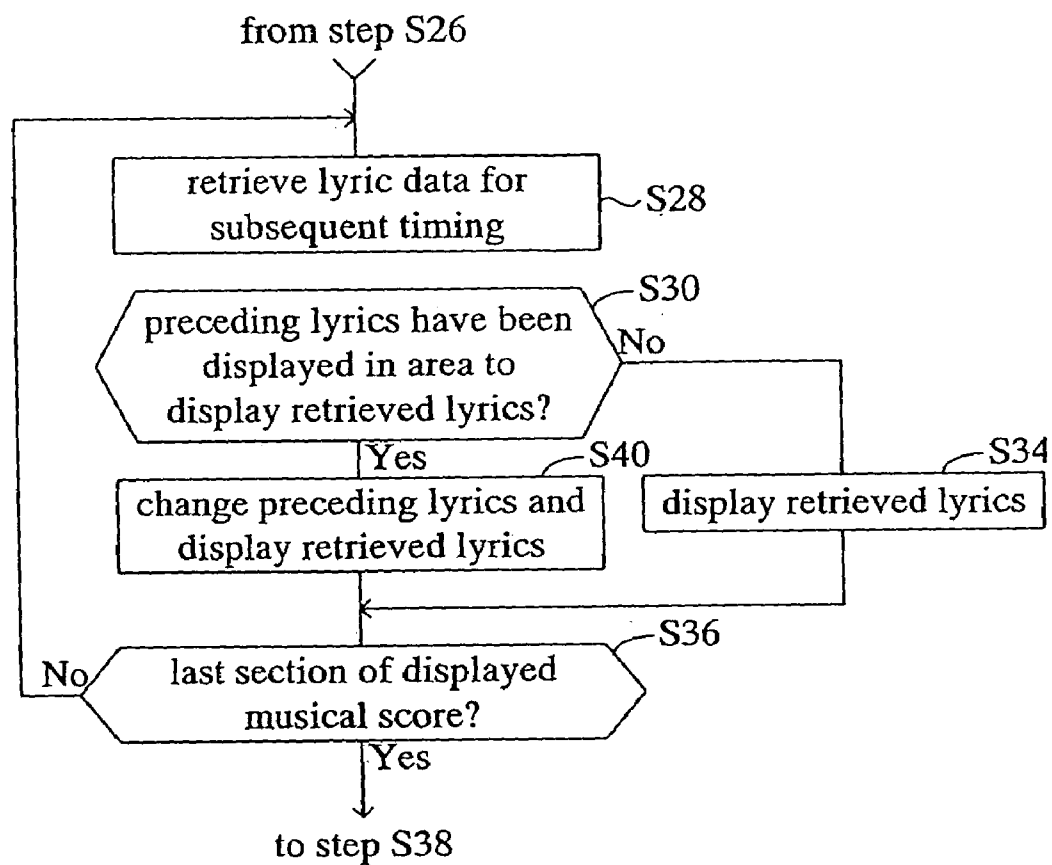 from step S26
retrieve lyric data for
subsequent timing
S28
S30
preceding lyrics have been
displayed in area to
display retrieved lyrics?
No
Yes
S40
S34
change preceding lyrics and
display retrieved lyrics
display retrieved lyrics
S36
No
last section of displayed
musical score?
Yes
to step S38